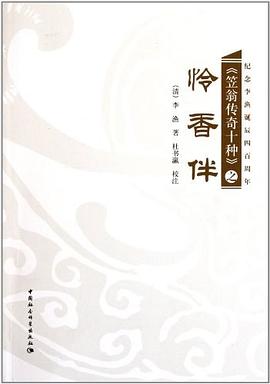 纪念李渔诞辰四百周年
《笠翁传奇十种》之
怜香伴
（清）李渔 著
杜书瀛 校注
中国社会科学出版社